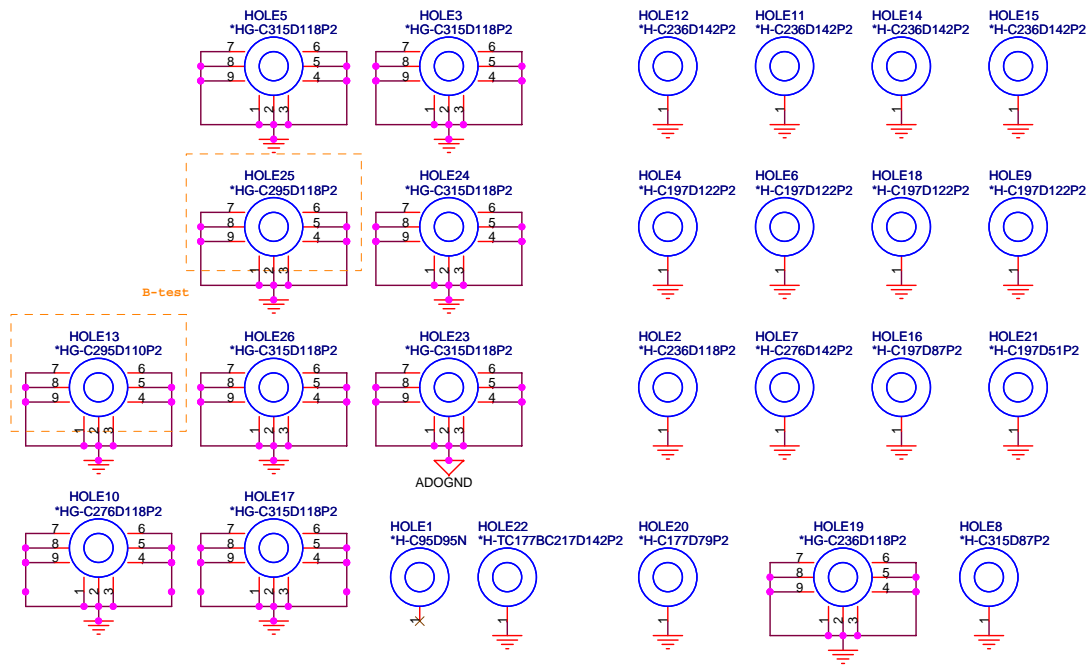 HOLE5
*HG-C315D118P2
7
8
9
6
5
4
1
2
3
HOLE3
*HG-C315D118P2
7
8
9
6
5
4
1
2
3
HOLE12
*H-C236D142P2
1
HOLE11
*H-C236D142P2
1
HOLE14
*H-C236D142P2
1
HOLE15
*H-C236D142P2
1
HOLE25
*HG-C295D118P2
7
8
9
6
5
4
1
2
3
HOLE24
*HG-C315D118P2
7
8
9
6
5
4
1
2
3
HOLE4
*H-C197D122P2
1
HOLE6
*H-C197D122P2
1
HOLE18
*H-C197D122P2
1
HOLE9
*H-C197D122P2
1
B-test
HOLE13
*HG-C295D110P2
7
8
9
6
5
4
1
2
3
HOLE26
*HG-C315D118P2
7
8
9
6
5
4
1
2
3
HOLE23
*HG-C315D118P2
7
8
9
6
5
4
1
2
3
ADOGND
HOLE2
*H-C236D118P2
1
HOLE7
*H-C276D142P2
1
HOLE16
*H-C197D87P2
1
HOLE21
*H-C197D51P2
1
HOLE10
*HG-C276D118P2
7
8
9
6
5
4
1
2
3
HOLE17
*HG-C315D118P2
7
8
9
6
5
4
1
2
3
HOLE1
*H-C95D95N
1
HOLE22
*H-TC177BC217D142P2
1
HOLE20
*H-C177D79P2
1
HOLE19
*HG-C236D118P2
7
8
9
6
5
4
1
2
3
HOLE8
*H-C315D87P2
1